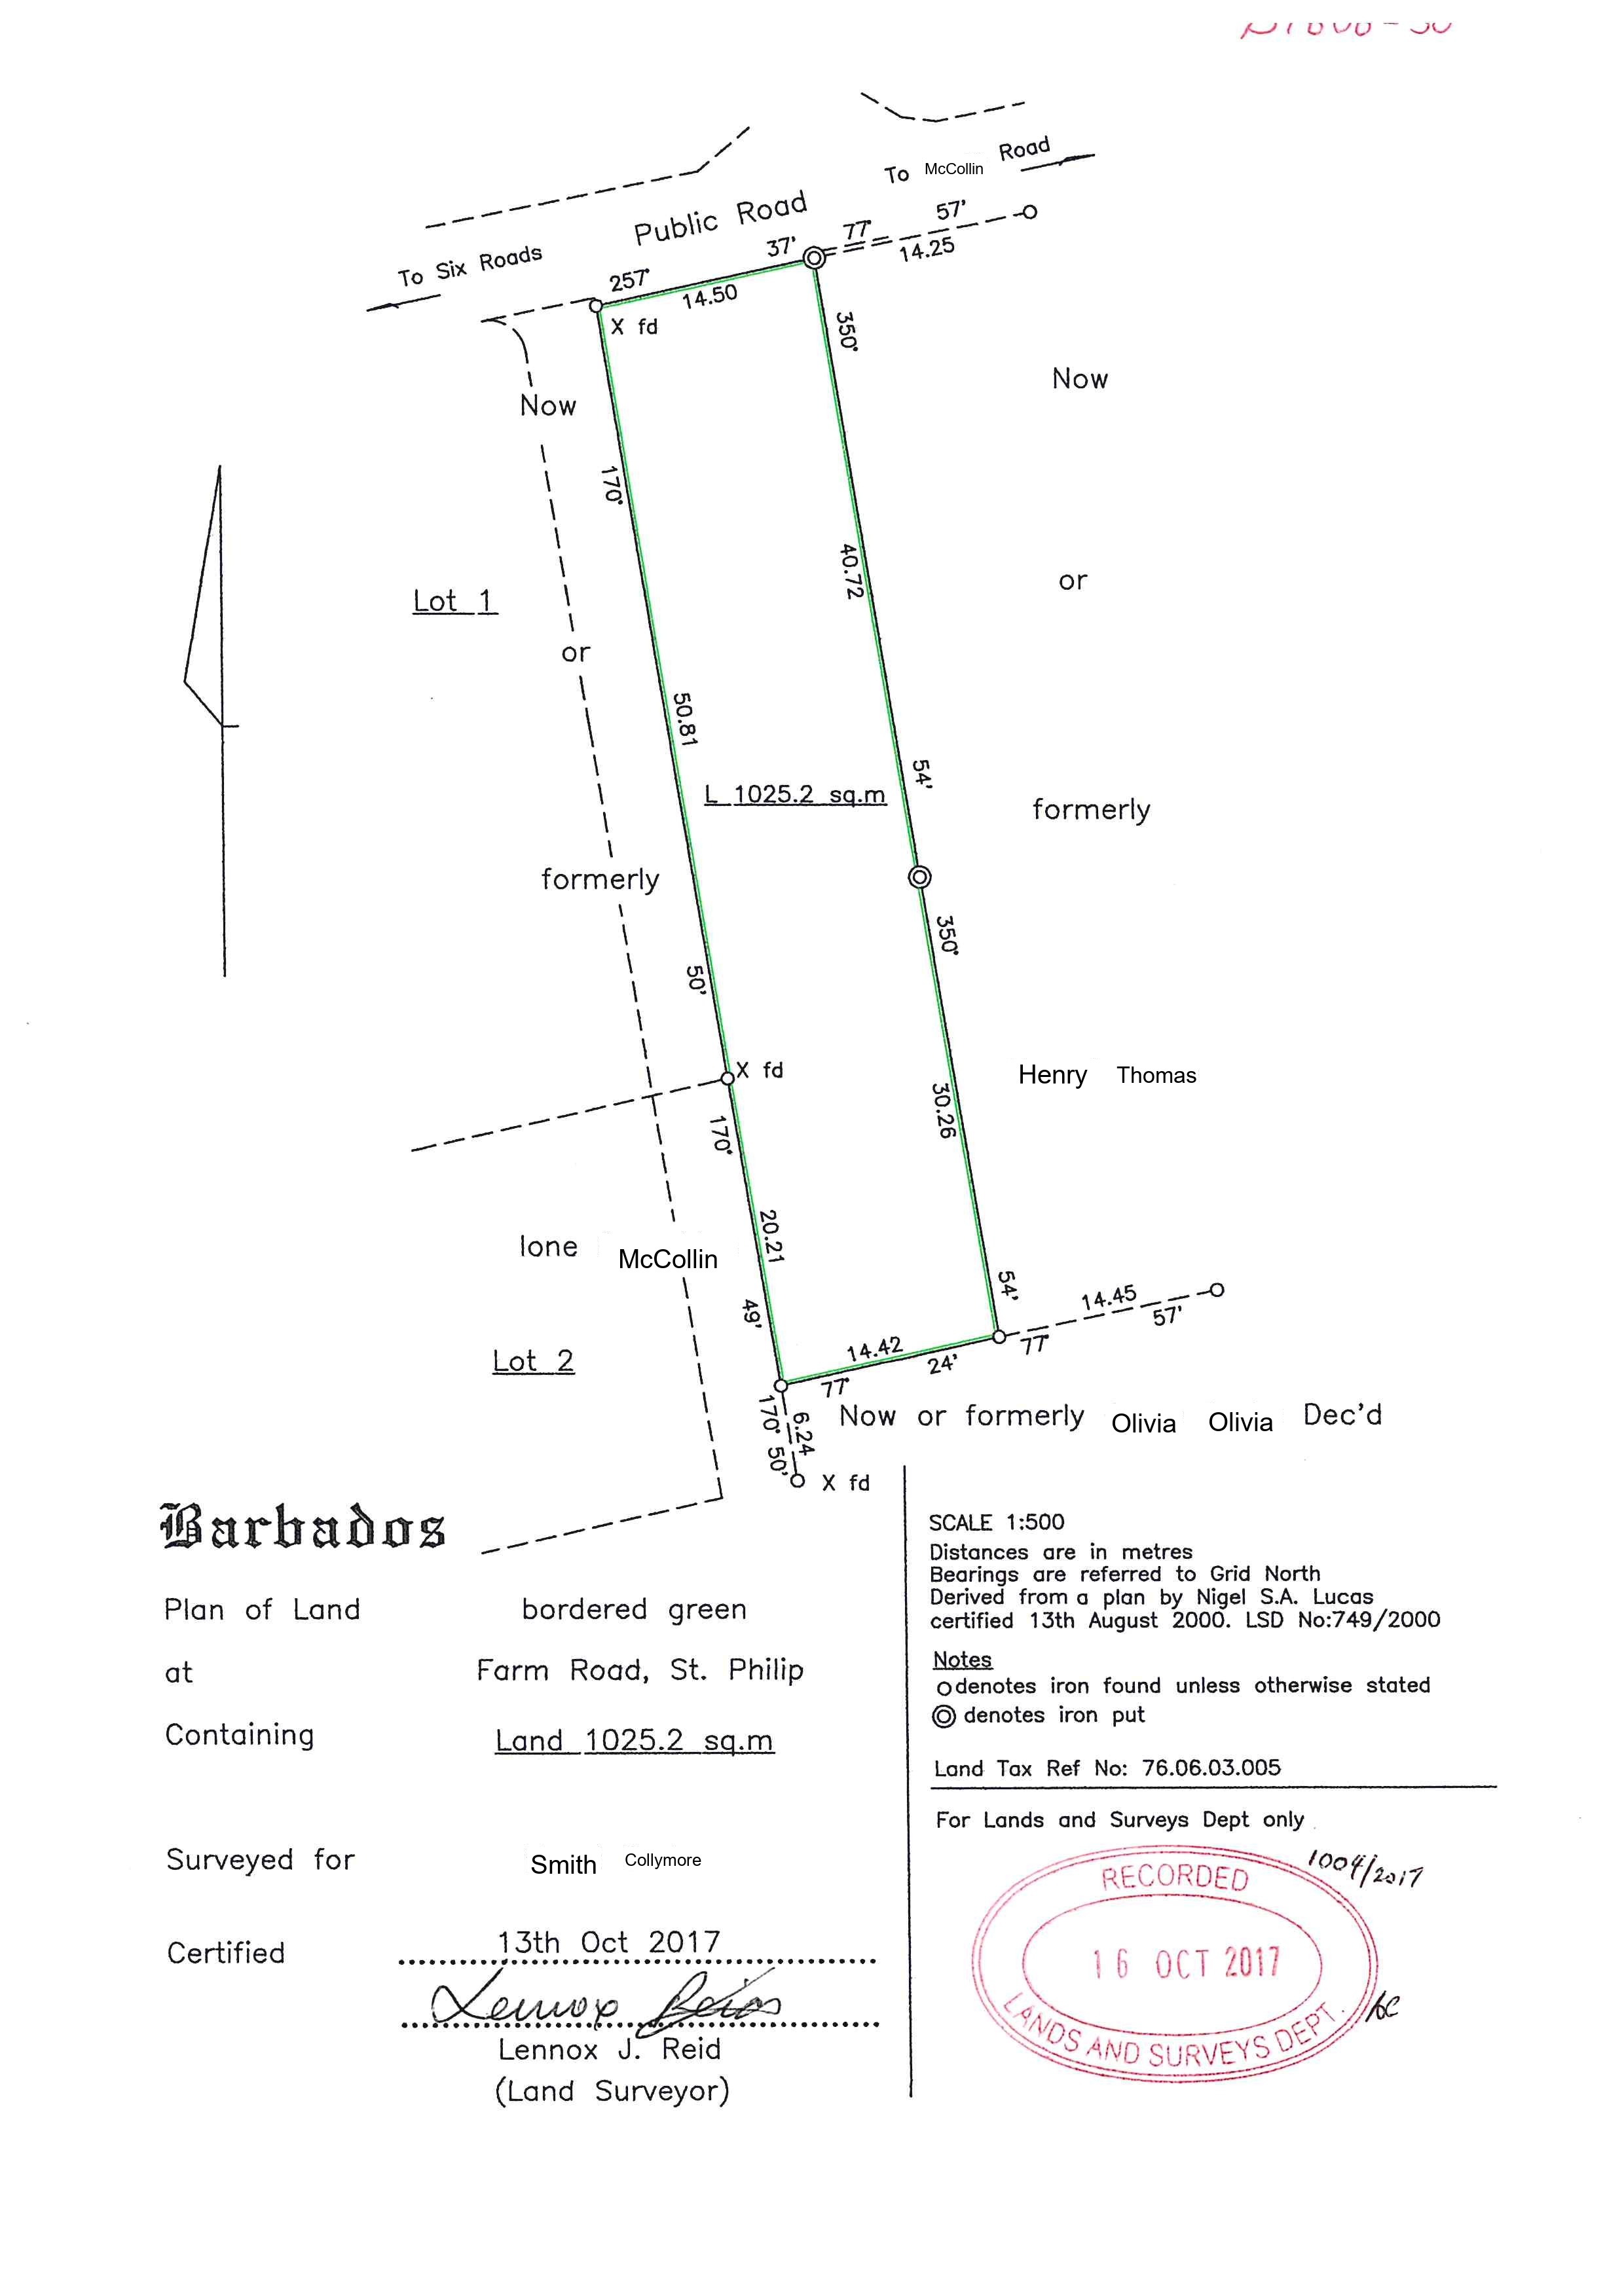 To McCollin Road
Public Road
To Six Roads
257° 37'
14.50
77° 57'
14.25
X fd
350°
Now
Now
170°
40.72
or
Lot 1
or
50.81
54'
L 1025.2 sq.m
formerly
formerly
350°
50'
X fd
Henry Thomas
30.26
170°
20.21
Ione McCollin
49'
54'
14.45
77° 57'
14.42
77° 24'
Lot 2
Now or formerly Olivia Olivia Dec'd
170° 50'
6.24
X fd
Barbados
Plan of Land bordered green
at Farm Road, St. Philip
Containing Land 1025.2 sq.m
Surveyed for Smith Collymore
Certified 13th Oct 2017
Lennox J. Reid
(Land Surveyor)
SCALE 1:500
Distances are in metres
Bearings are referred to Grid North
Derived from a plan by Nigel S.A. Lucas
certified 13th August 2000. LSD No:749/2000
Notes
denotes iron found unless otherwise stated
denotes iron put
Land Tax Ref No: 76.06.03.005
For Lands and Surveys Dept only
1004/2017
RECORDED
16 OCT 2017
LANDS AND SURVEYS DEPT.